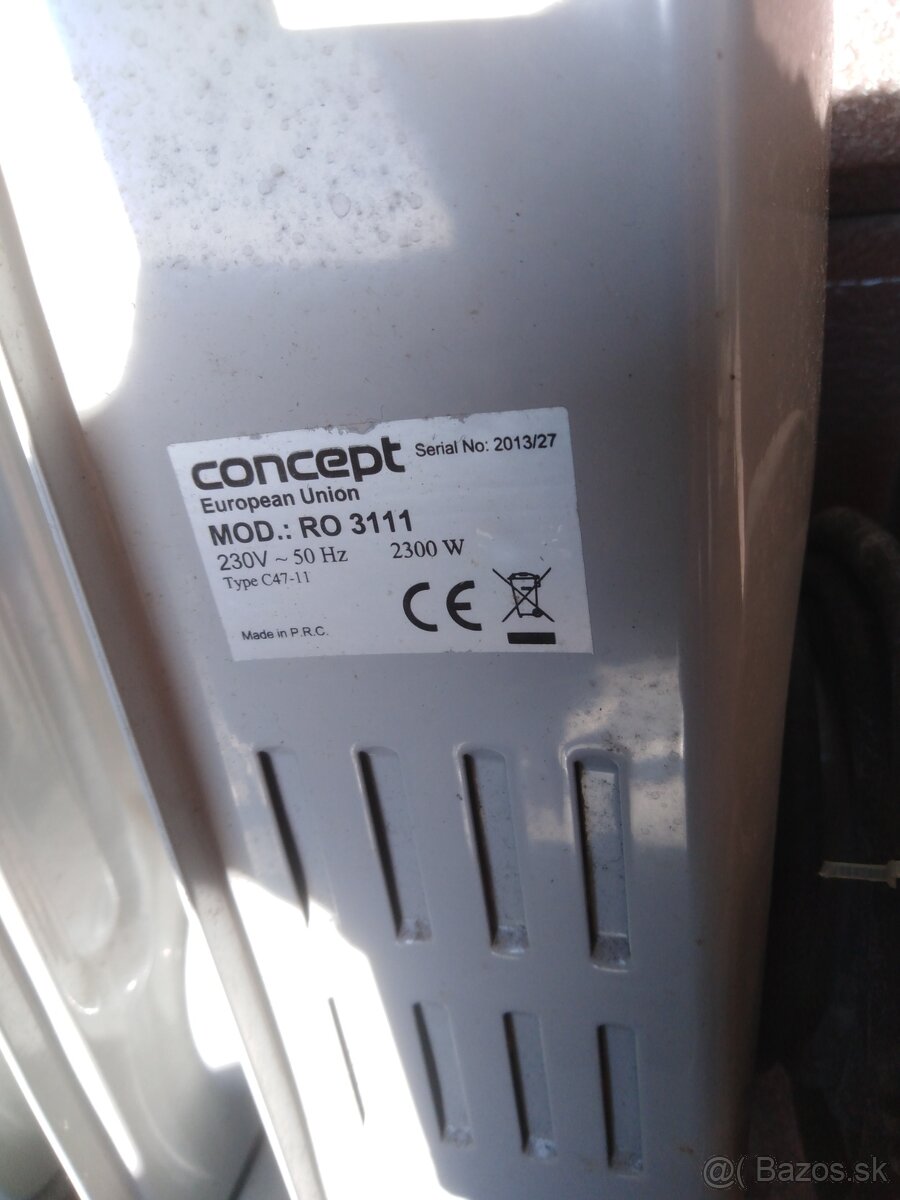 concept Serial No: 2013/27
European Union
MOD.: RO 3111
230V ~ 50 Hz 2300 W
Type C47-11
CE
Made in P.R.C.
@( Bazos.sk